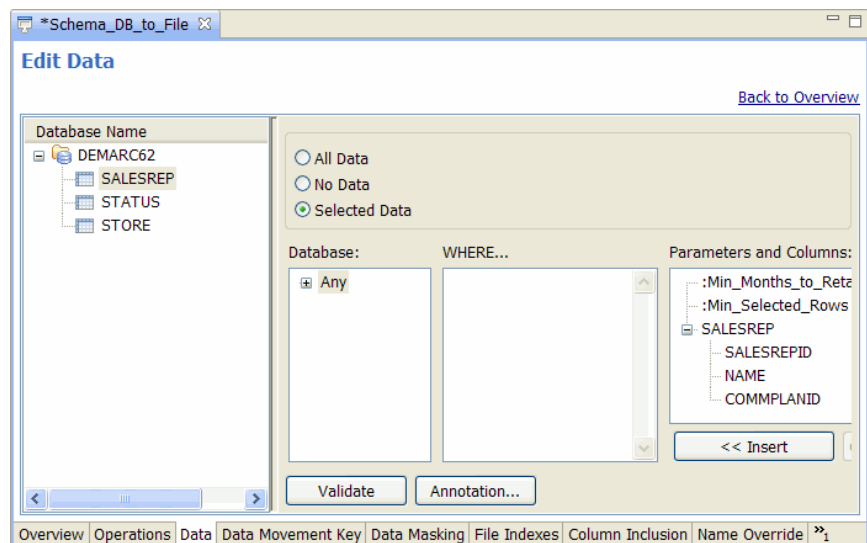 *Schema_DB_to_File
Edit Data
Back to Overview
Database Name
DEMARC62
SALESREP
STATUS
STORE
All Data
No Data
Selected Data
Database:
WHERE...
Parameters and Columns:
Any
:Min_Months_to_Reta
:Min_Selected_Rows
SALESREP
SALESREPID
NAME
COMMPLANID
<< Insert
Validate
Annotation...
Overview Operations Data Data Movement Key Data Masking File Indexes Column Inclusion Name Override »1